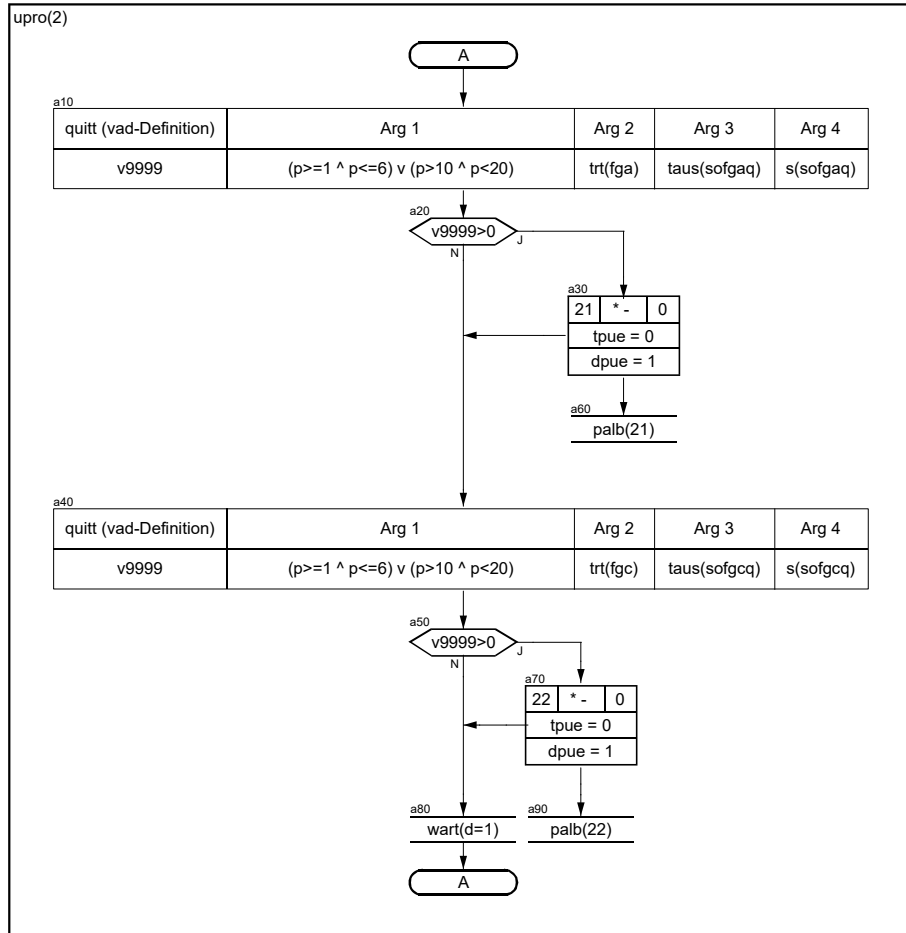 upro(2)
A
a10
quitt (vad-Definition) Arg 1 Arg 2 Arg 3 Arg 4
v9999 (p>=1 ^ p<=6) v (p>10 ^ p<20) trt(fga) taus(sofgaq) s(sofgaq)
a20
v9999>0
N J
a30
21 * - 0
tpue = 0
dpue = 1
a60
palb(21)
a40
quitt (vad-Definition) Arg 1 Arg 2 Arg 3 Arg 4
v9999 (p>=1 ^ p<=6) v (p>10 ^ p<20) trt(fgc) taus(sofgcq) s(sofgcq)
a50
v9999>0
N J
a70
22 * - 0
tpue = 0
dpue = 1
a80 a90
wart(d=1) palb(22)
A